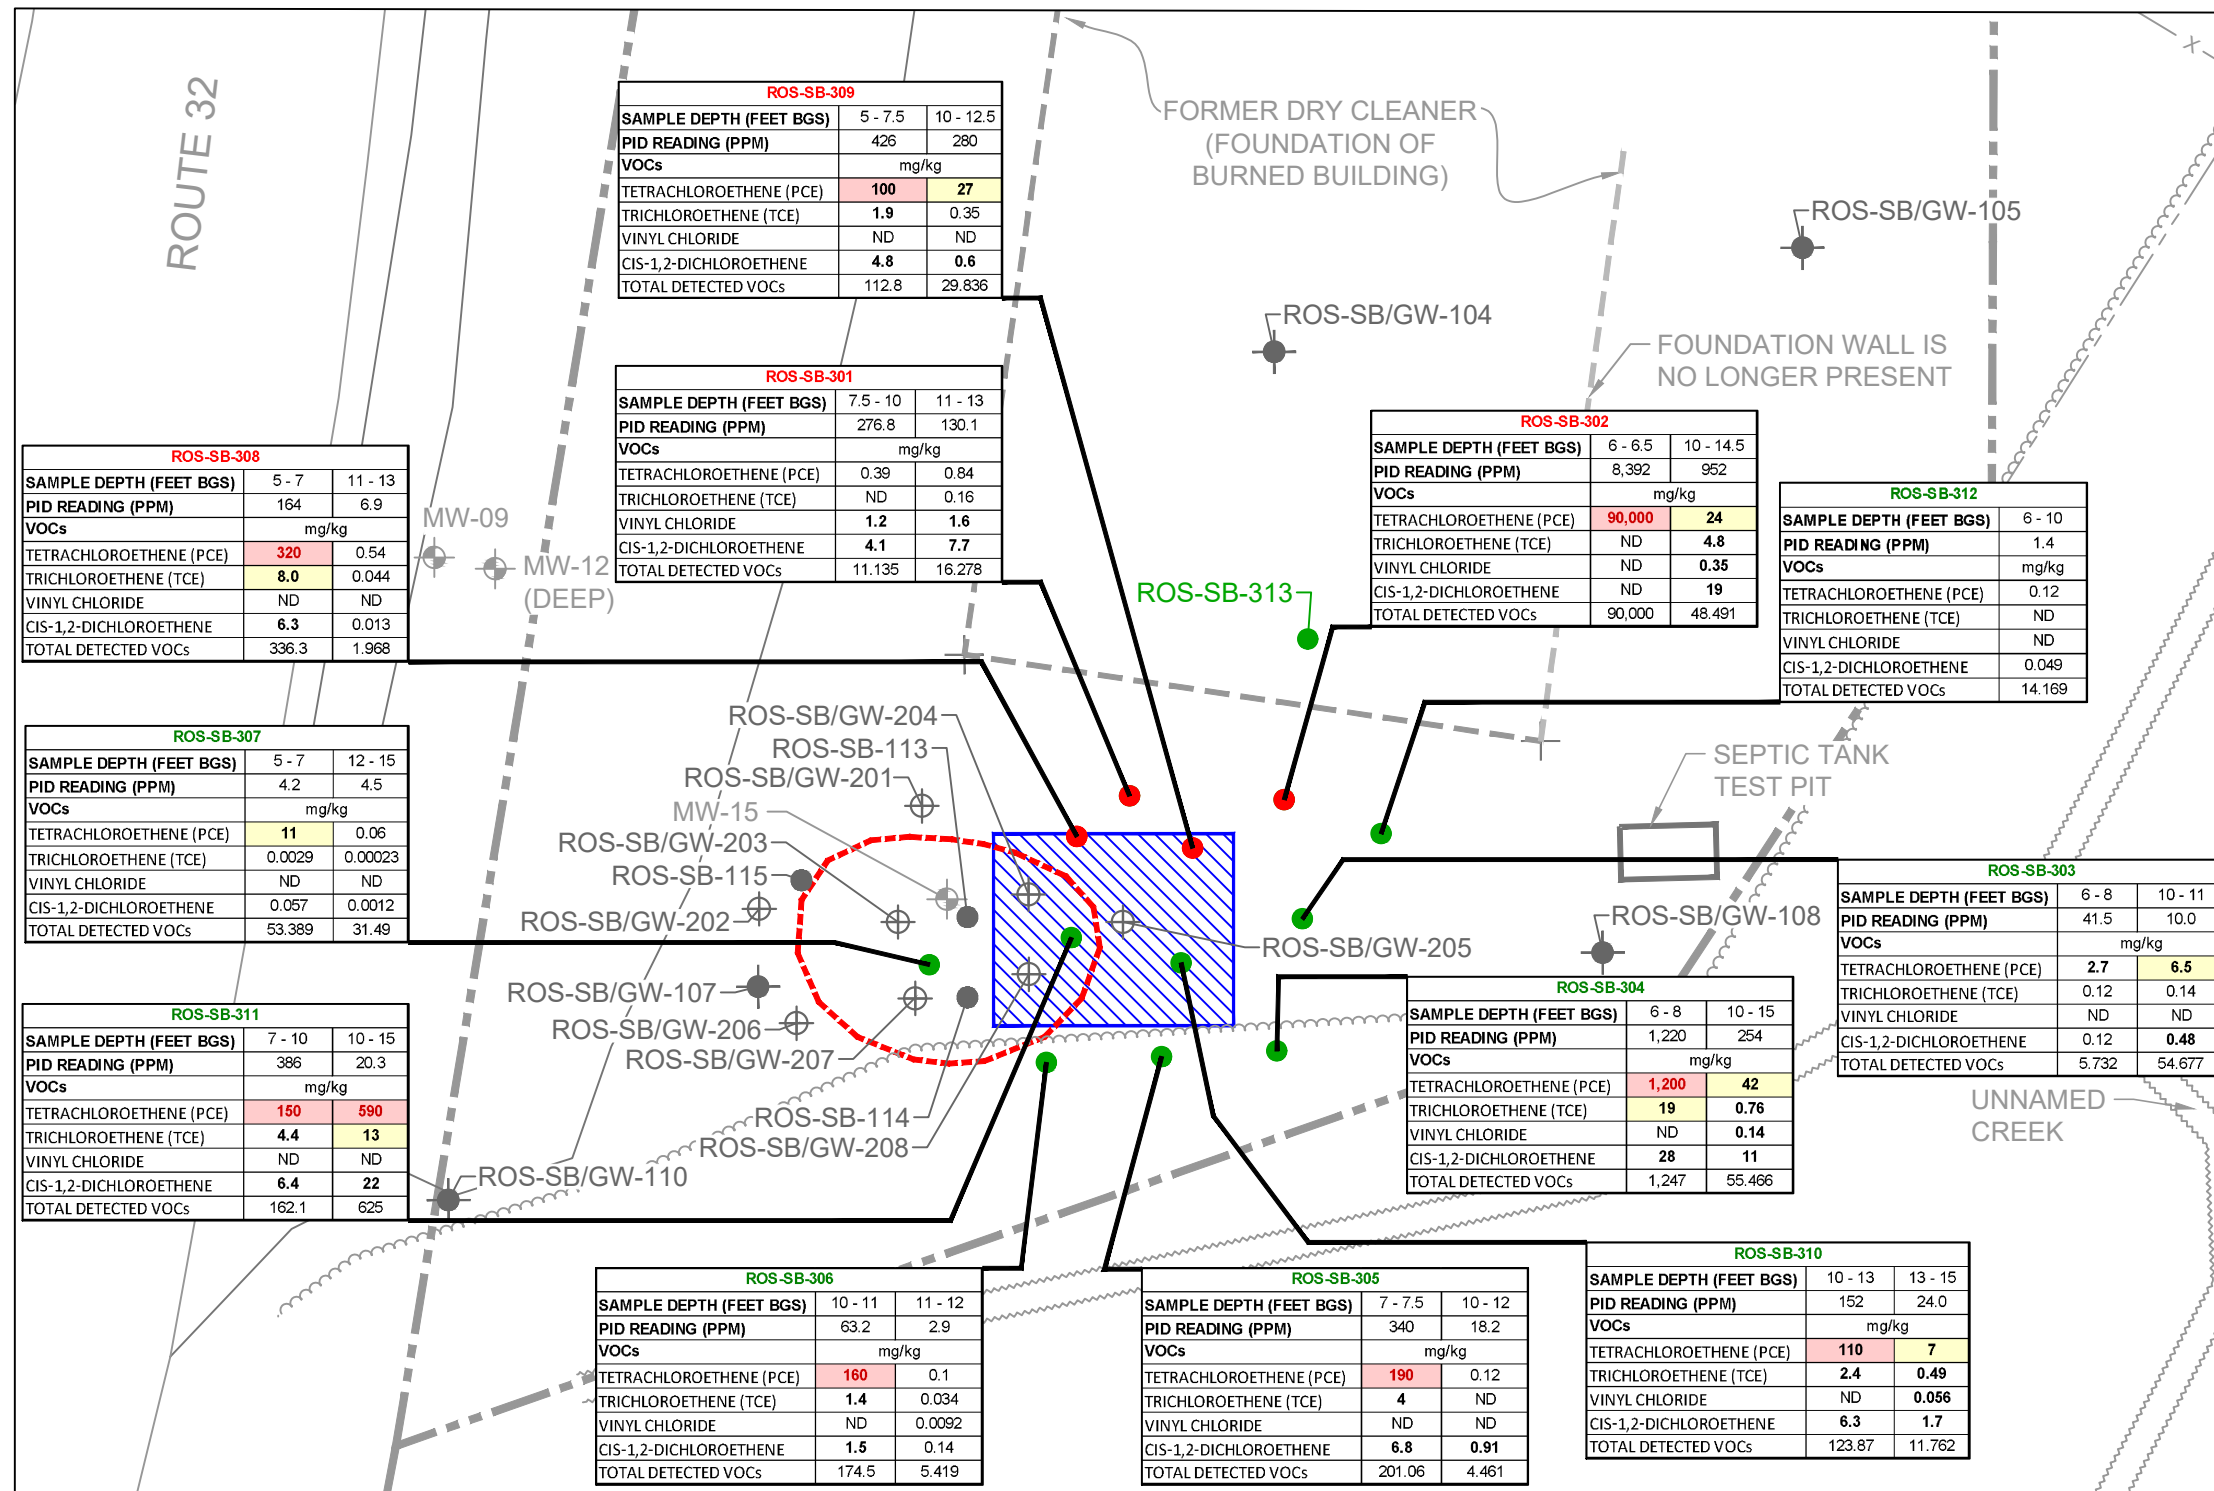 ROUTE 32
ROS-SB-309
SAMPLE DEPTH (FEET BGS) 5 - 7.5 10 - 12.5
PID READING (PPM) 426 280
VOCs mg/kg
TETRACHLOROETHENE (PCE) 100 27
TRICHLOROETHENE (TCE) 1.9 0.35
VINYL CHLORIDE ND ND
CIS-1,2-DICHLOROETHENE 4.8 0.6
TOTAL DETECTED VOCs 112.8 29.836
FORMER DRY CLEANER
(FOUNDATION OF
BURNED BUILDING)
X
ROS-SB/GW-105
ROS-SB/GW-104
FOUNDATION WALL IS
NO LONGER PRESENT
ROS-SB-301
SAMPLE DEPTH (FEET BGS) 7.5 - 10 11 - 13
PID READING (PPM) 276.8 130.1
VOCs mg/kg
TETRACHLOROETHENE (PCE) 0.39 0.84
TRICHLOROETHENE (TCE) ND 0.16
VINYL CHLORIDE 1.2 1.6
CIS-1,2-DICHLOROETHENE 4.1 7.7
TOTAL DETECTED VOCs 11.135 16.278
ROS-SB-302
SAMPLE DEPTH (FEET BGS) 6 - 6.5 10 - 14.5
PID READING (PPM) 8,392 952
VOCs mg/kg
TETRACHLOROETHENE (PCE) 90,000 24
TRICHLOROETHENE (TCE) ND 4.8
VINYL CHLORIDE ND 0.35
CIS-1,2-DICHLOROETHENE ND 19
TOTAL DETECTED VOCs 90,000 48.491
ROS-SB-308
SAMPLE DEPTH (FEET BGS) 5 - 7 11 - 13
PID READING (PPM) 164 6.9
VOCs mg/kg
TETRACHLOROETHENE (PCE) 320 0.54
TRICHLOROETHENE (TCE) 8.0 0.044
VINYL CHLORIDE ND ND
CIS-1,2-DICHLOROETHENE 6.3 0.013
TOTAL DETECTED VOCs 336.3 1.968
MW-09
MW-12
(DEEP)
ROS-SB-312
SAMPLE DEPTH (FEET BGS) 6 - 10
PID READING (PPM) 1.4
VOCs mg/kg
TETRACHLOROETHENE (PCE) 0.12
TRICHLOROETHENE (TCE) ND
VINYL CHLORIDE ND
CIS-1,2-DICHLOROETHENE 0.049
TOTAL DETECTED VOCs 14.169
ROS-SB-313
ROS-SB-307
SAMPLE DEPTH (FEET BGS) 5 - 7 12 - 15
PID READING (PPM) 4.2 4.5
VOCs mg/kg
TETRACHLOROETHENE (PCE) 11 0.06
TRICHLOROETHENE (TCE) 0.0029 0.00023
VINYL CHLORIDE ND ND
CIS-1,2-DICHLOROETHENE 0.057 0.0012
TOTAL DETECTED VOCs 53.389 31.49
ROS-SB/GW-204
ROS-SB-113
ROS-SB/GW-201
MW-15
ROS-SB/GW-203
ROS-SB-115
ROS-SB/GW-202
SEPTIC TANK
TEST PIT
ROS-SB/GW-108
ROS-SB/GW-205
ROS-SB-303
SAMPLE DEPTH (FEET BGS) 6 - 8 10 - 11
PID READING (PPM) 41.5 10.0
VOCs mg/kg
TETRACHLOROETHENE (PCE) 2.7 6.5
TRICHLOROETHENE (TCE) 0.12 0.14
VINYL CHLORIDE ND ND
CIS-1,2-DICHLOROETHENE 0.12 0.48
TOTAL DETECTED VOCs 5.732 54.677
ROS-SB/GW-107
ROS-SB/GW-206
ROS-SB/GW-207
ROS-SB-114
ROS-SB/GW-208
ROS-SB/GW-110
ROS-SB-304
SAMPLE DEPTH (FEET BGS) 6 - 8 10 - 15
PID READING (PPM) 1,220 254
VOCs mg/kg
TETRACHLOROETHENE (PCE) 1,200 42
TRICHLOROETHENE (TCE) 19 0.76
VINYL CHLORIDE ND 0.14
CIS-1,2-DICHLOROETHENE 28 11
TOTAL DETECTED VOCs 1,247 55.466
UNNAMED
CREEK
ROS-SB-311
SAMPLE DEPTH (FEET BGS) 7 - 10 10 - 15
PID READING (PPM) 386 20.3
VOCs mg/kg
TETRACHLOROETHENE (PCE) 150 590
TRICHLOROETHENE (TCE) 4.4 13
VINYL CHLORIDE ND ND
CIS-1,2-DICHLOROETHENE 6.4 22
TOTAL DETECTED VOCs 162.1 625
ROS-SB-306
SAMPLE DEPTH (FEET BGS) 10 - 11 11 - 12
PID READING (PPM) 63.2 2.9
VOCs mg/kg
TETRACHLOROETHENE (PCE) 160 0.1
TRICHLOROETHENE (TCE) 1.4 0.034
VINYL CHLORIDE ND 0.0092
CIS-1,2-DICHLOROETHENE 1.5 0.14
TOTAL DETECTED VOCs 174.5 5.419
ROS-SB-305
SAMPLE DEPTH (FEET BGS) 7 - 7.5 10 - 12
PID READING (PPM) 340 18.2
VOCs mg/kg
TETRACHLOROETHENE (PCE) 190 0.12
TRICHLOROETHENE (TCE) 4 ND
VINYL CHLORIDE ND ND
CIS-1,2-DICHLOROETHENE 6.8 0.91
TOTAL DETECTED VOCs 201.06 4.461
ROS-SB-310
SAMPLE DEPTH (FEET BGS) 10 - 13 13 - 15
PID READING (PPM) 152 24.0
VOCs mg/kg
TETRACHLOROETHENE (PCE) 110 7
TRICHLOROETHENE (TCE) 2.4 0.49
VINYL CHLORIDE ND 0.056
CIS-1,2-DICHLOROETHENE 6.3 1.7
TOTAL DETECTED VOCs 123.87 11.762